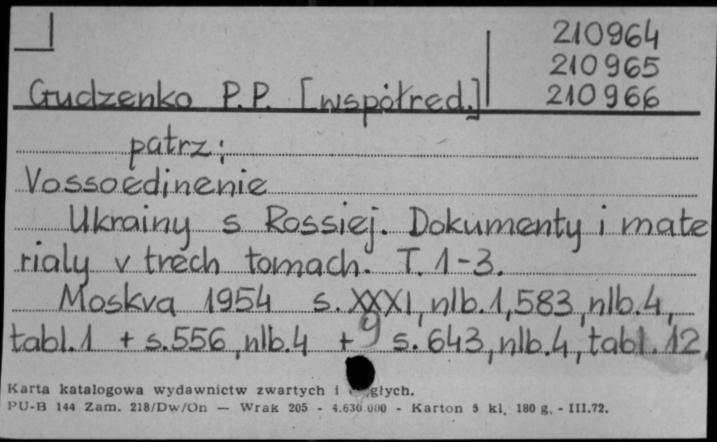 210964
210965
210966
Gudzenko P.P. [współred.]
patrz:
Vossoedinenie
Ukrainy s Rossiej. Dokumenty i mate
rialy v trech tomach. T. 1-3.
Moskva 1954 s. XXXI, nlb.1, 583, nlb.4,
tabl.1 + s.556, nlb.4 + s. 643, nlb.4, tabl. 12,
Karta katalogowa wydawnictw zwartych i
PU-B 144 Zam. 218/Dw/On — Wrak 205 - 4.630.000 - Karton 5 kl. 180 g. - III.72.